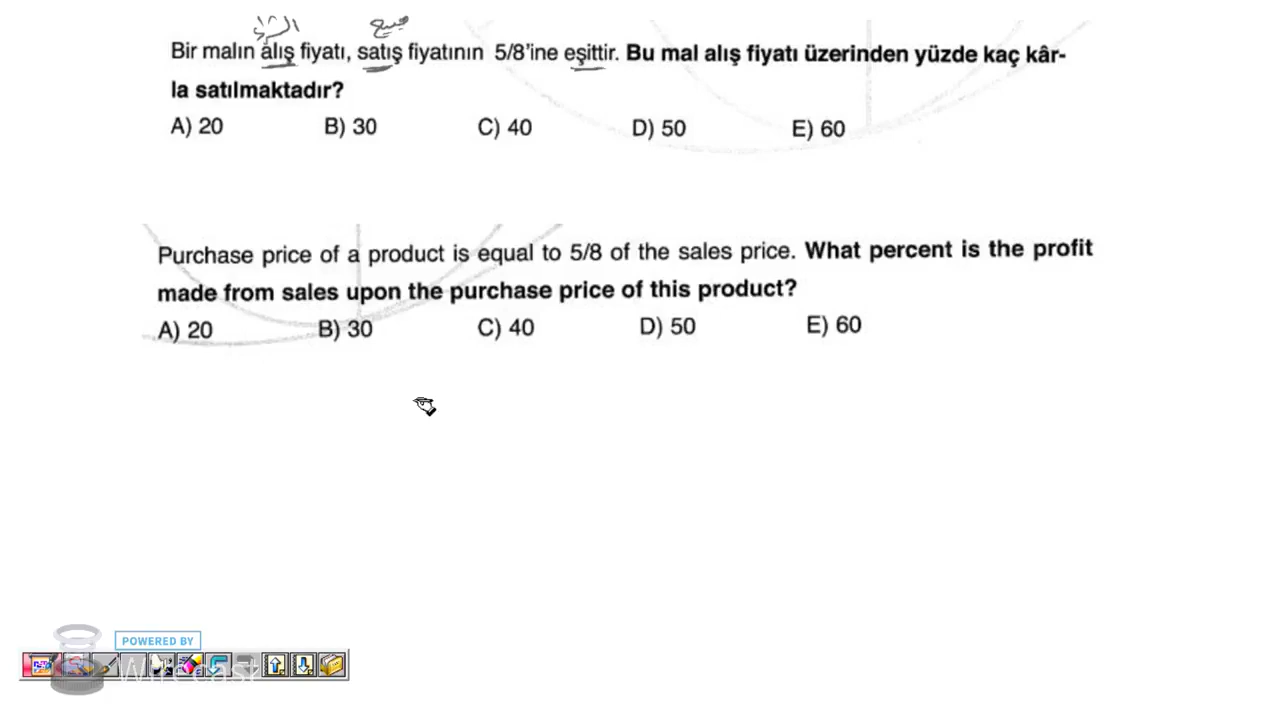 الشراء مبيع
Bir malın alış fiyatı, satış fiyatının 5/8'ine eşittir. Bu mal alış fiyatı üzerinden yüzde kaç kâr-
la satılmaktadır?
A) 20 B) 30 C) 40 D) 50 E) 60
Purchase price of a product is equal to 5/8 of the sales price. What percent is the profit
made from sales upon the purchase price of this product?
A) 20 B) 30 C) 40 D) 50 E) 60
POWERED BY
Wirecast